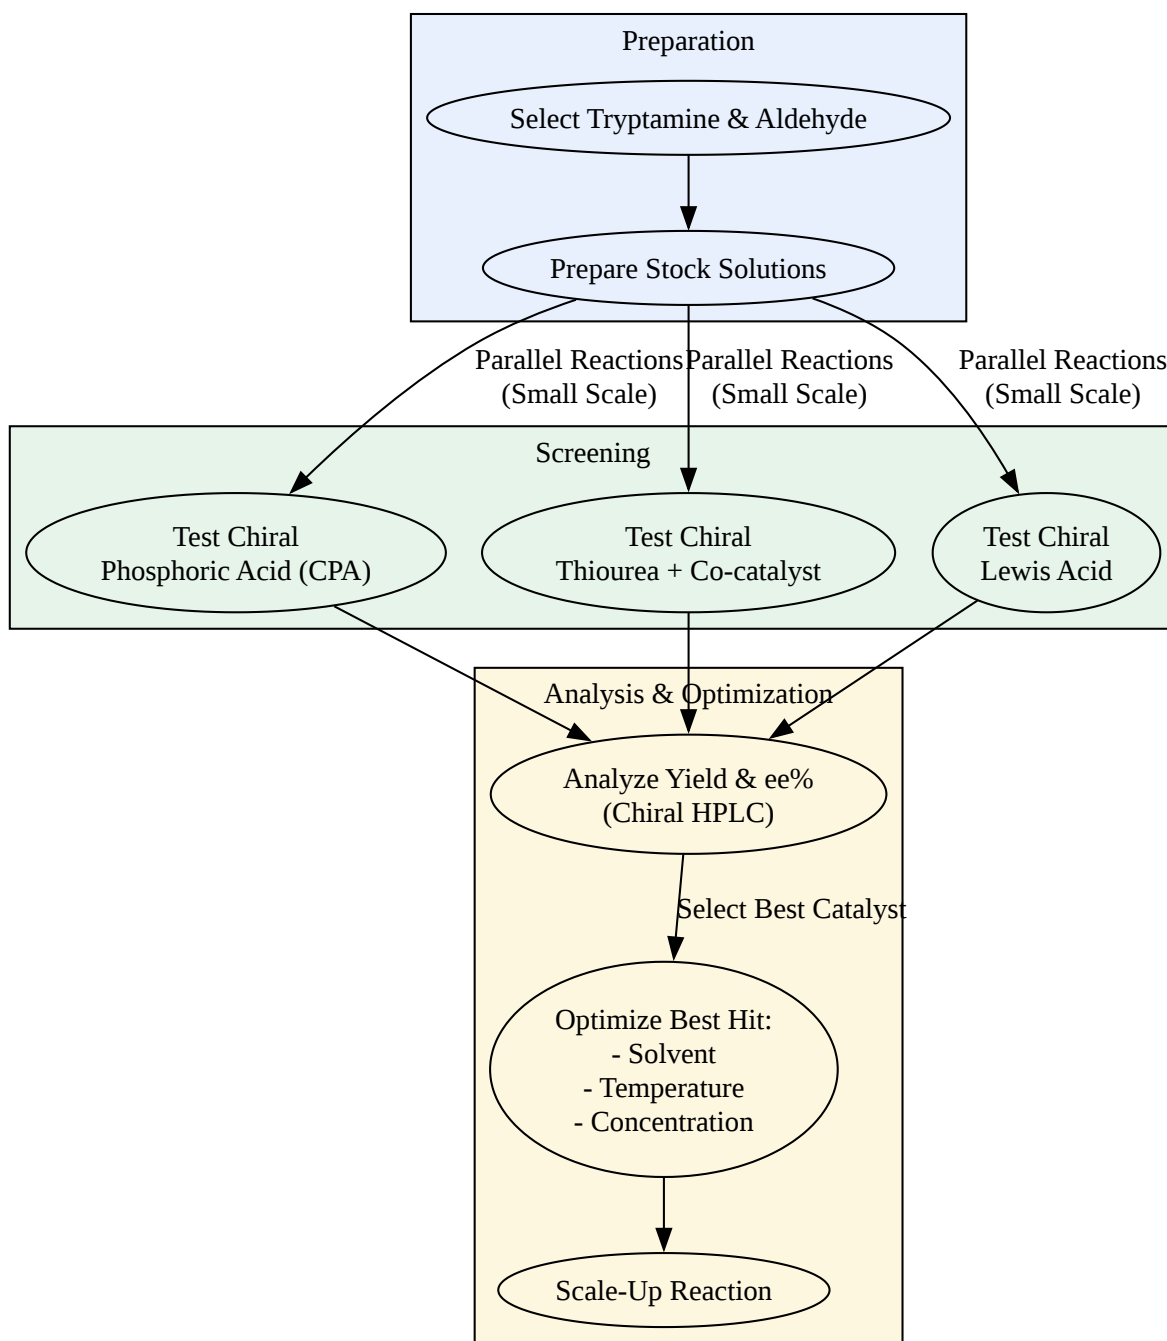 Preparation
Select Tryptamine & Aldehyde
Prepare Stock Solutions
Parallel Reactions
(Small Scale)
Parallel Reactions
(Small Scale)
Parallel Reactions
(Small Scale)
Screening
Test Chiral
Phosphoric Acid (CPA)
Test Chiral
Thiourea + Co-catalyst
Test Chiral
Lewis Acid
Analysis & Optimization
Analyze Yield & ee%
(Chiral HPLC)
Select Best Catalyst
Optimize Best Hit:
- Solvent
- Temperature
- Concentration
Scale-Up Reaction